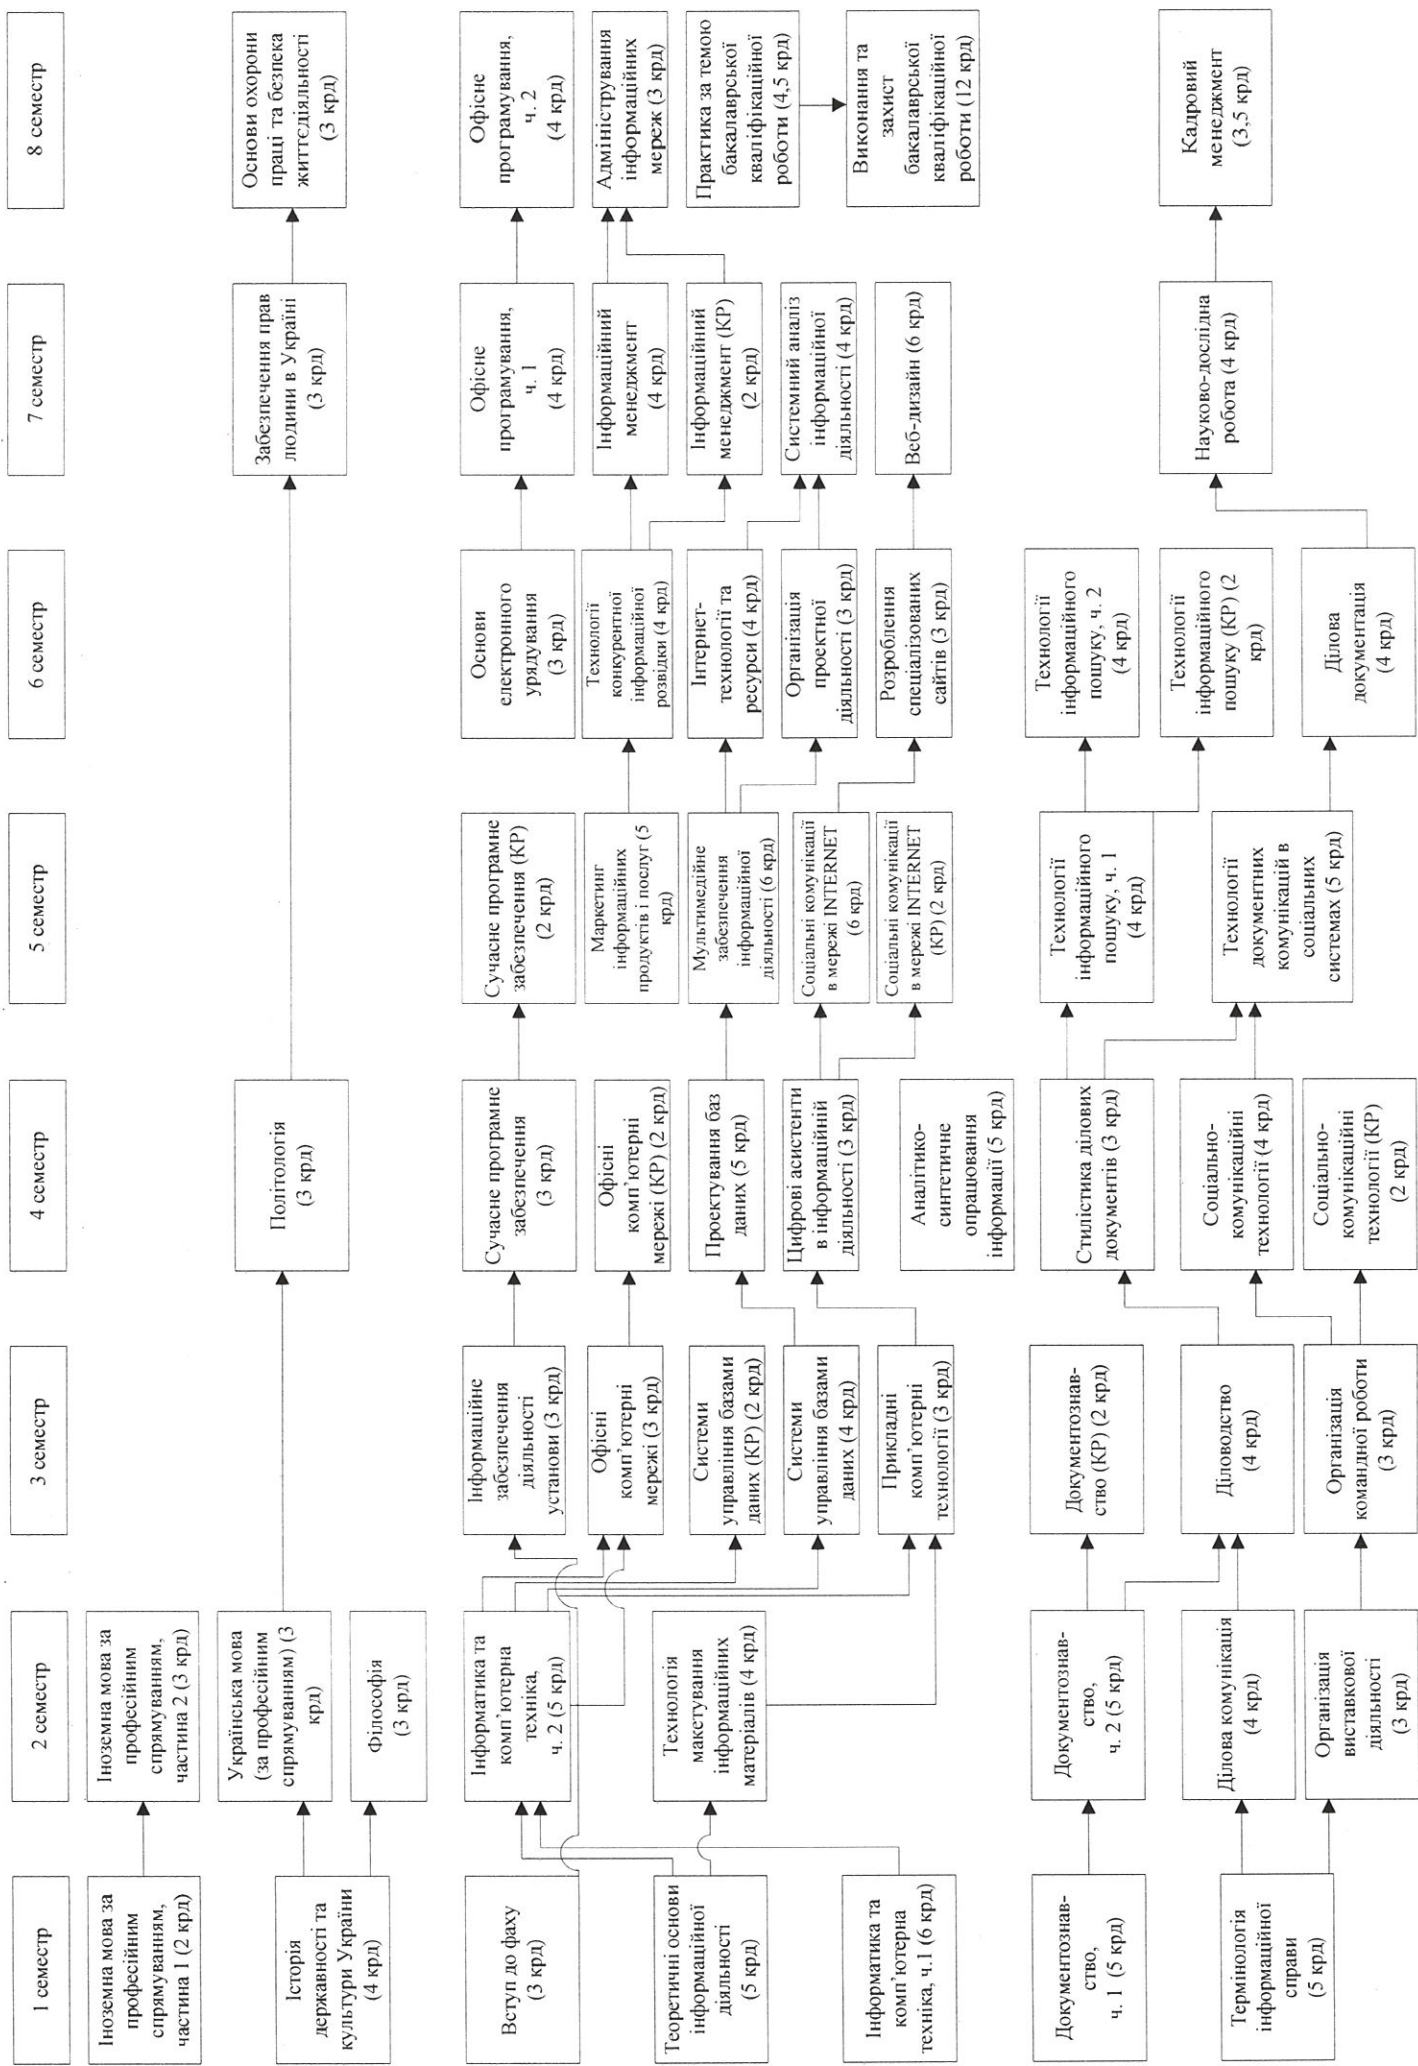 1 семестр
Іноземна мова за
професійним
спрямуванням,
частина 1 (2 крд)
Історія
державності та
культури України
(4 крд)
Вступ до фаху
(3 крд)
Теоретичні основи
інформаційної
діяльності
(5 крд)
Інформатика та
комп'ютерна
техніка, ч.1 (6 крд)
Документознав-
ство,
ч. 1 (5 крд)
Термінологія
інформаційної
справи
(5 крд)
2 семестр
Іноземна мова за
професійним
спрямуванням,
частина 2 (3 крд)
Українська мова
(за професійним
спрямуванням) (3
крд)
Філософія
(3 крд)
Інформатика та
комп'ютерна
техніка,
ч. 2 (5 крд)
Технологія
макетування
інформаційних
матеріалів (4 крд)
Документознав-
ство,
ч. 2 (5 крд)
Ділова комунікація
(4 крд)
Організація
виставкової
діяльності
(3 крд)
3 семестр
Інформаційне
забезпечення
діяльності
установи (3 крд)
Офісні
комп'ютерні
мережі (3 крд)
Системи
управління базами
даних (КР) (2 крд)
Системи
управління базами
даних (4 крд)
Прикладні
комп'ютерні
технології (3 крд)
Документознав-
ство (КР) (2 крд)
Діловодство
(4 крд)
Організація
командної роботи
(3 крд)
4 семестр
Політологія
(3 крд)
Сучасне програмне
забезпечення
(3 крд)
Офісні
комп'ютерні
мережі (КР) (2 крд)
Проектування баз
даних (5 крд)
Цифрові асистенти
в інформаційній
діяльності (3 крд)
Аналітико-
синтетичне
опрацювання
інформації (5 крд)
Стилістика ділових
документів (3 крд)
Соціально-
комунікаційні
технології (4 крд)
Соціально-
комунікаційні
технології (КР)
(2 крд)
5 семестр
Сучасне програмне
забезпечення (КР)
(2 крд)
Маркетинг
інформаційних
продуктів і послуг (5
крд)
Мультимедійне
забезпечення
інформаційної
діяльності (6 крд)
Соціальні комунікації
в мережі INTERNET
(6 крд)
Соціальні комунікації
в мережі INTERNET
(КР) (2 крд)
Технології
інформаційного
пошуку, ч. 1
(4 крд)
Технології
документних
комунікацій в
соціальних
системах (5 крд)
6 семестр
Основи
електронного
урядування
(3 крд)
Технології
конкурентної
інформаційної
розвідки (4 крд)
Інтернет-
технології та
ресурси (4 крд)
Організація
проектної
діяльності (3 крд)
Розроблення
спеціалізованих
сайтів (3 крд)
Технології
інформаційного
пошуку, ч. 2
(4 крд)
Технології
інформаційного
пошуку (КР) (2
крд)
Ділова
документація
(4 крд)
7 семестр
Забезпечення прав
людини в Україні
(3 крд)
Офісне
програмування,
ч. 1
(4 крд)
Інформаційний
менеджмент
(4 крд)
Інформаційний
менеджмент (КР)
(2 крд)
Системний аналіз
інформаційної
діяльності (4 крд)
Веб-дизайн (6 крд)
Науково-дослідна
робота (4 крд)
8 семестр
Основи охорони
праці та безпека
життєдіяльності
(3 крд)
Офісне
програмування,
ч. 2
(4 крд)
Адміністрування
інформаційних
мереж (3 крд)
Практика за темою
бакалаврської
кваліфікаційної
роботи (4,5 крд)
Виконання та
захист
бакалаврської
кваліфікаційної
роботи (12 крд)
Кадровий
менеджмент
(3,5 крд)